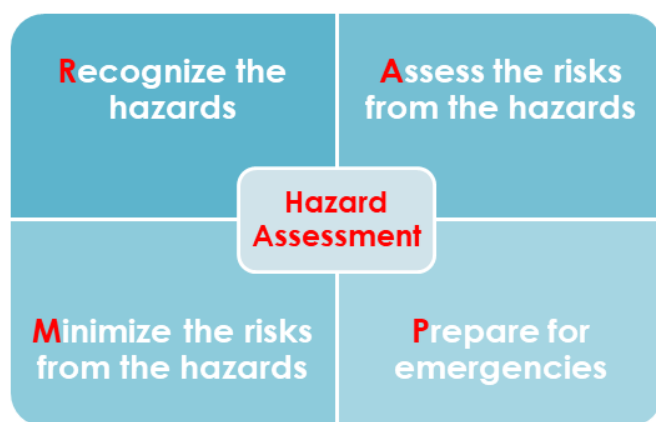 Recognize the
hazards
Assess the risks
from the hazards
Hazard
Assessment
Minimize the risks
from the hazards
Prepare for
emergencies